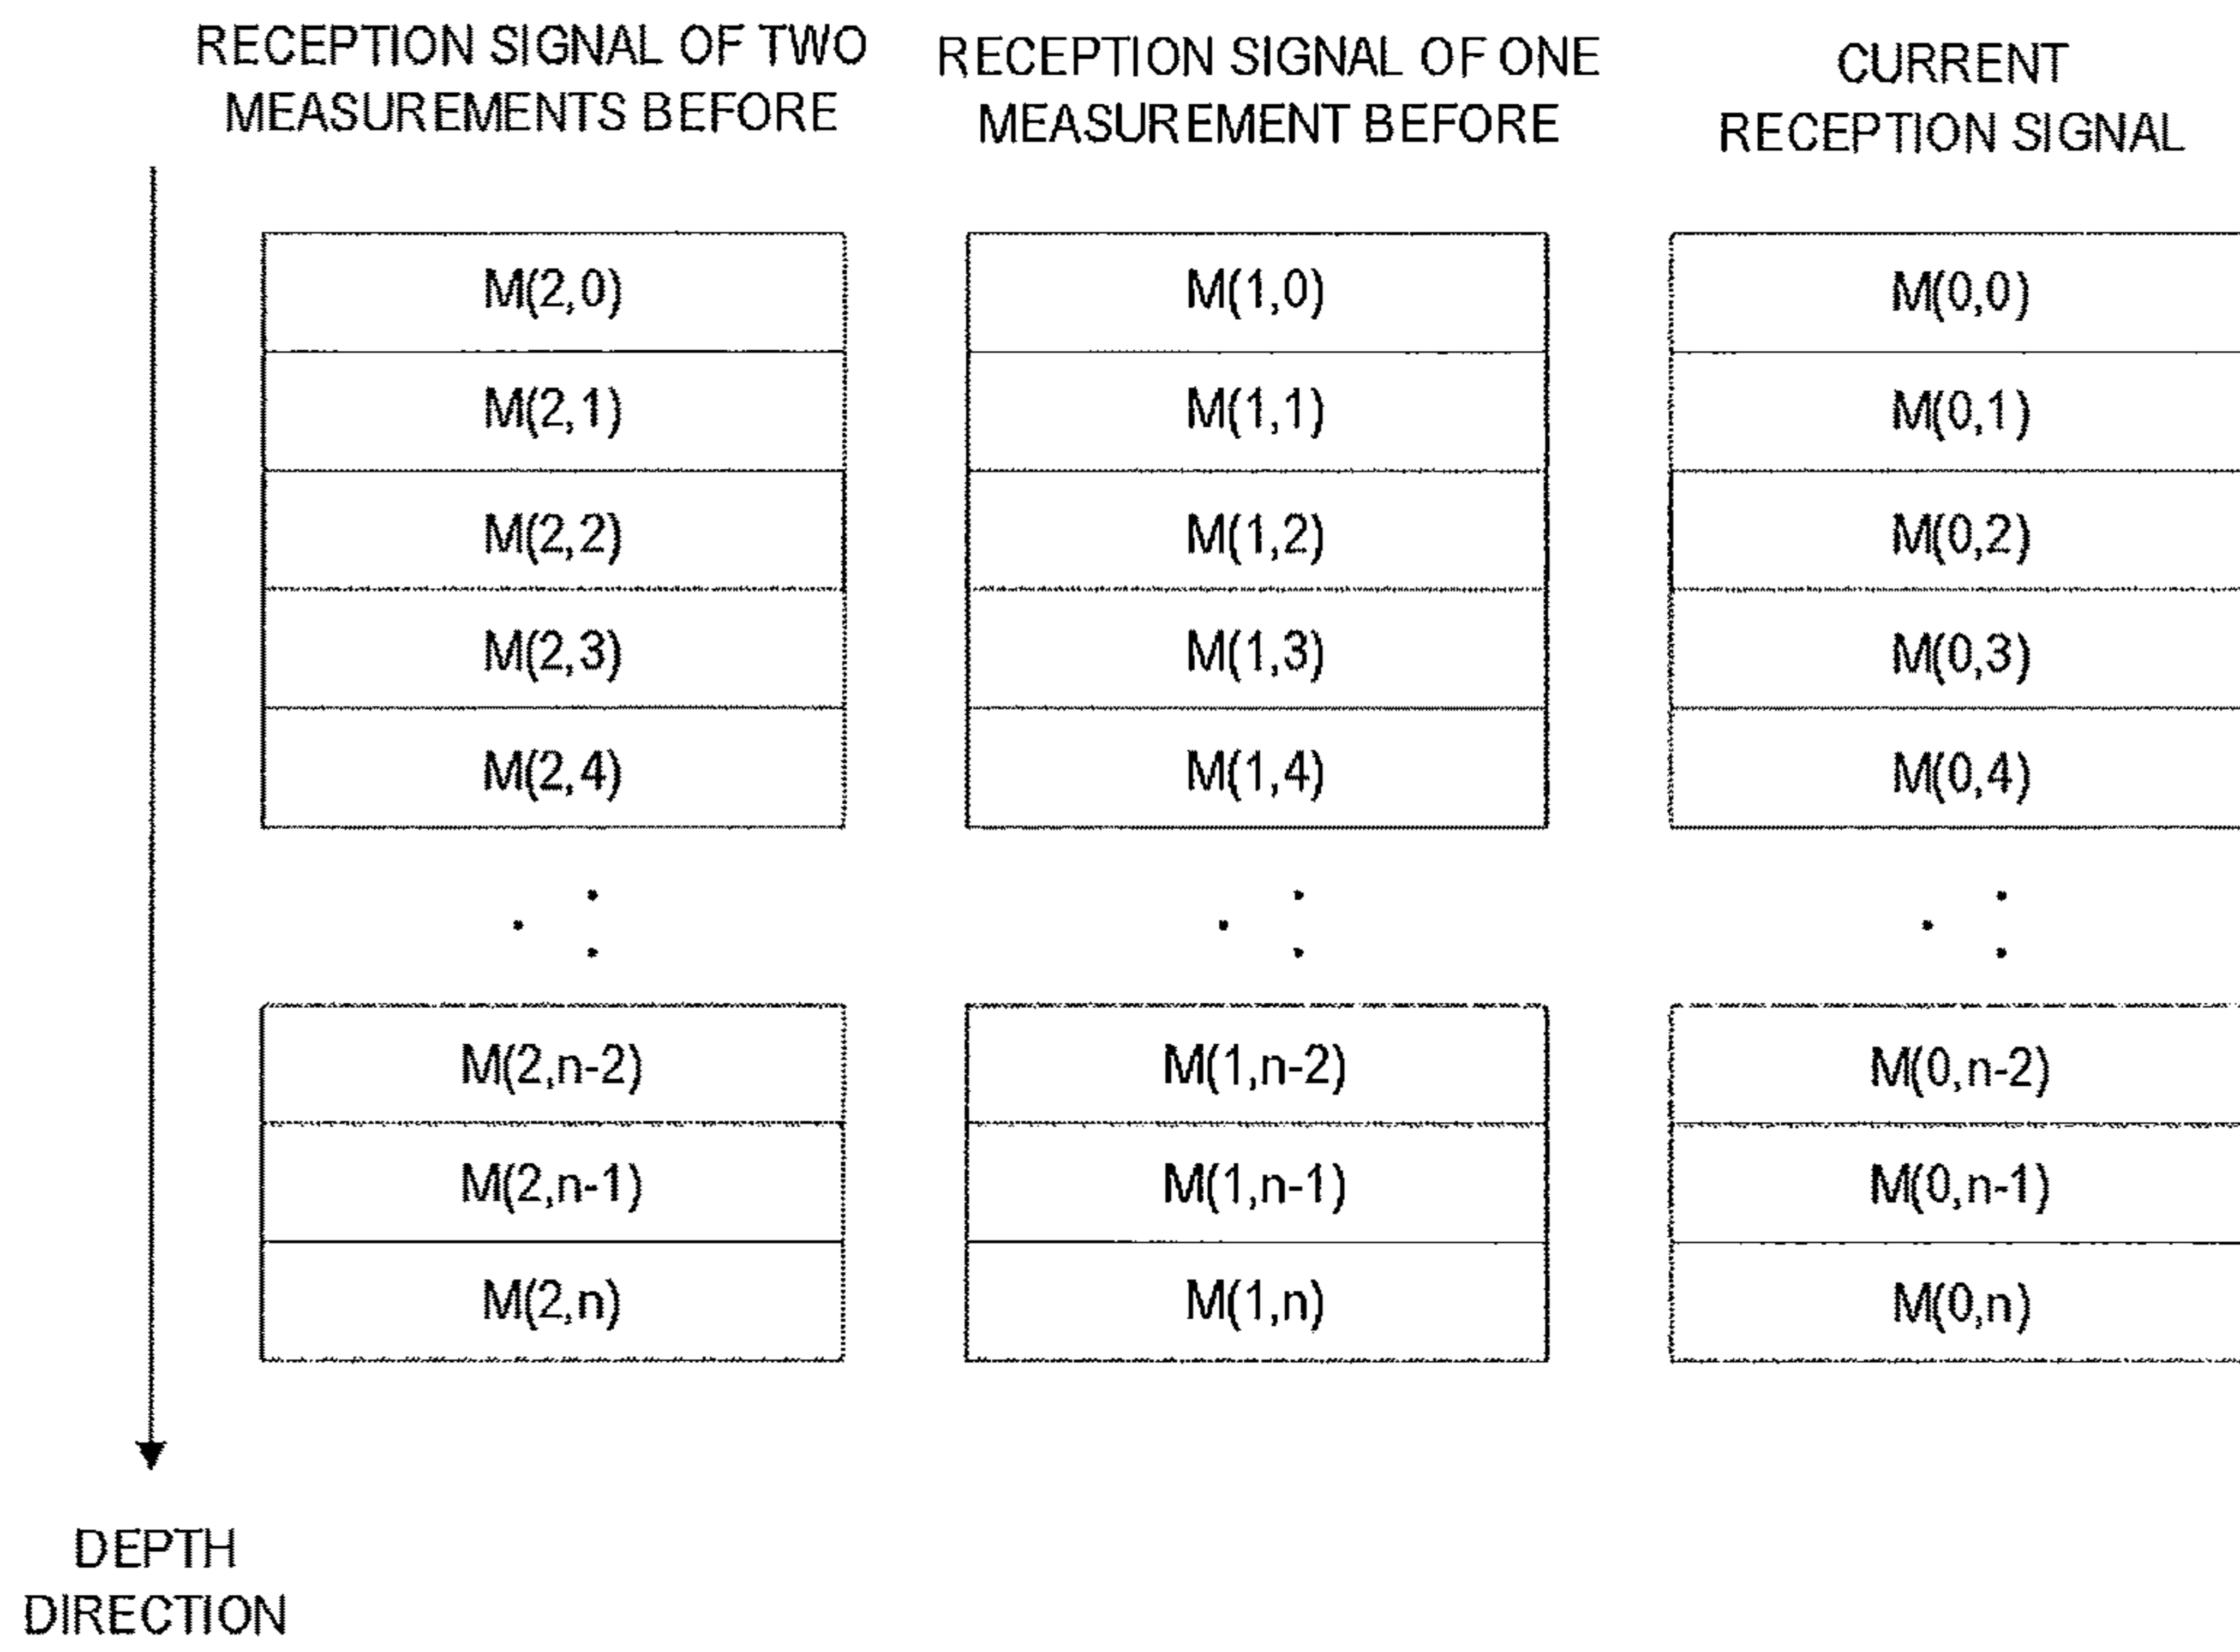 RECEPTION SIGNAL OF TWO
MEASUREMENTS BEFORE
RECEPTION SIGNAL OF ONE
MEASUREMENT BEFORE
CURRENT
RECEPTION SIGNAL
M(2,0) M(1,0) M(0,0)
M(2,1) M(1,1) M(0,1)
M(2,2) M(1,2) M(0,2)
M(2,3) M(1,3) M(0,3)
M(2,4) M(1,4) M(0,4)
M(2,n-2) M(1,n-2) M(0,n-2)
M(2,n-1) M(1,n-1) M(0,n-1)
M(2,n) M(1,n) M(0,n)
DEPTH
DIRECTION